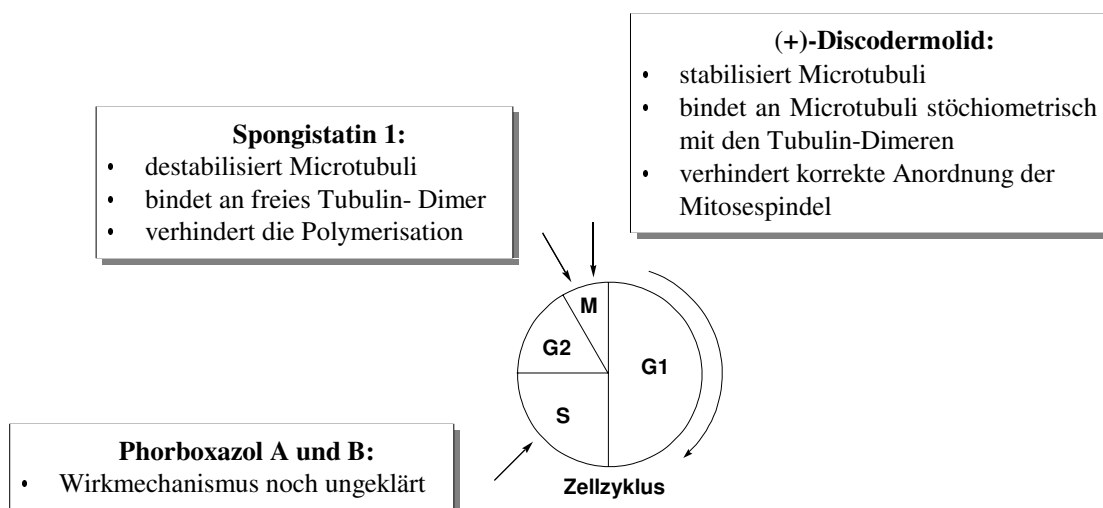 (+)-Discodermolid:
• stabilisiert Microtubuli
• bindet an Microtubuli stöchiometrisch
mit den Tubulin-Dimeren
• verhindert korrekte Anordnung der
Mitosespindel
Spongistatin 1:
• destabilisiert Microtubuli
• bindet an freies Tubulin- Dimer
• verhindert die Polymerisation
M
G2
G1
S
Phorboxazol A und B:
• Wirkmechanismus noch ungeklärt
Zellzyklus